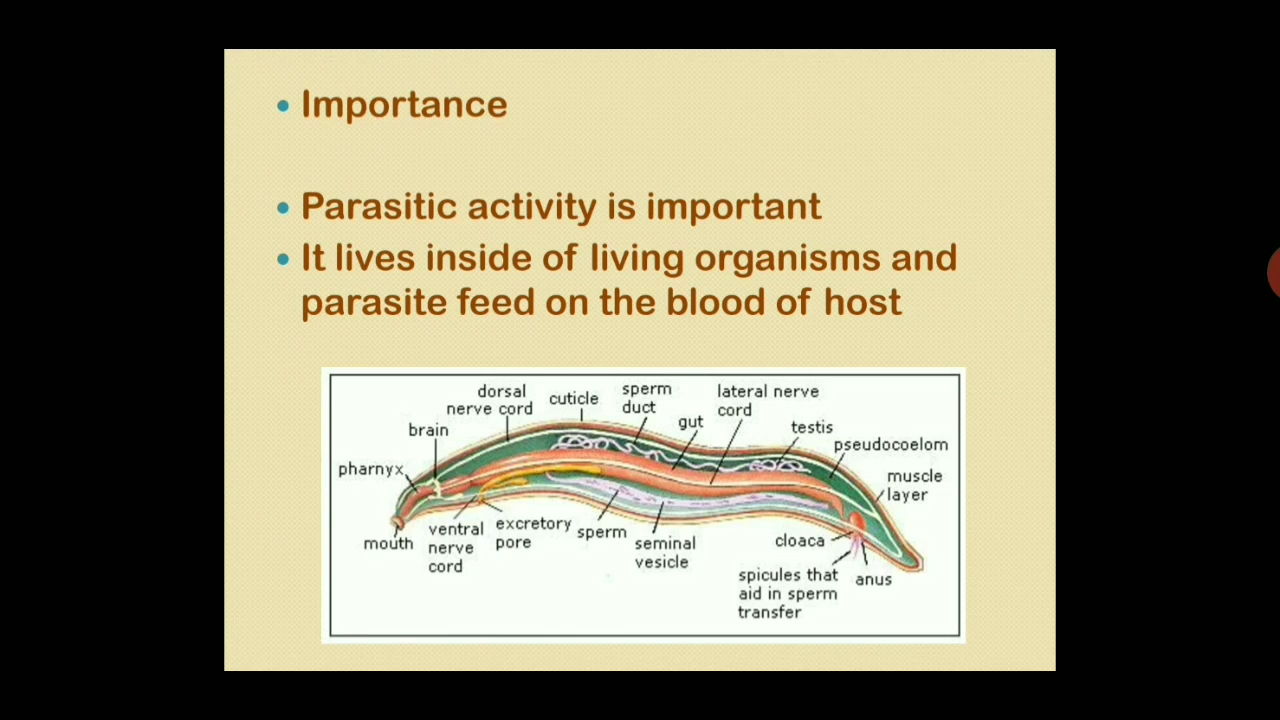 Importance
Parasitic activity is important
It lives inside of living organisms and
parasite feed on the blood of host
dorsal
nerve cord
cuticle
sperm
duct
lateral nerve
cord
gut
testis
brain
pseudocoelom
pharnyx
muscle
layer
mouth
ventral
nerve
cord
excretory
pore
sperm
seminal
vesicle
cloaca
spicules that
aid in sperm
transfer
anus